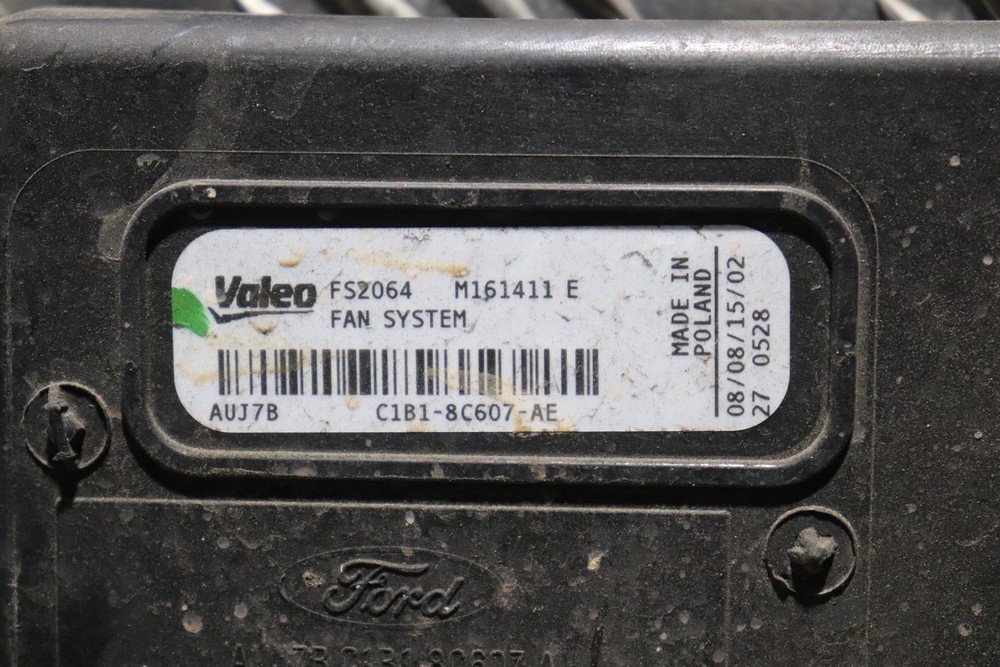 Valeo FS2064 M161411 E
FAN SYSTEM
AUJ7B C1B1-8C607-AE
MADE IN
POLAND
08/08/15/02
27 0528
Ford